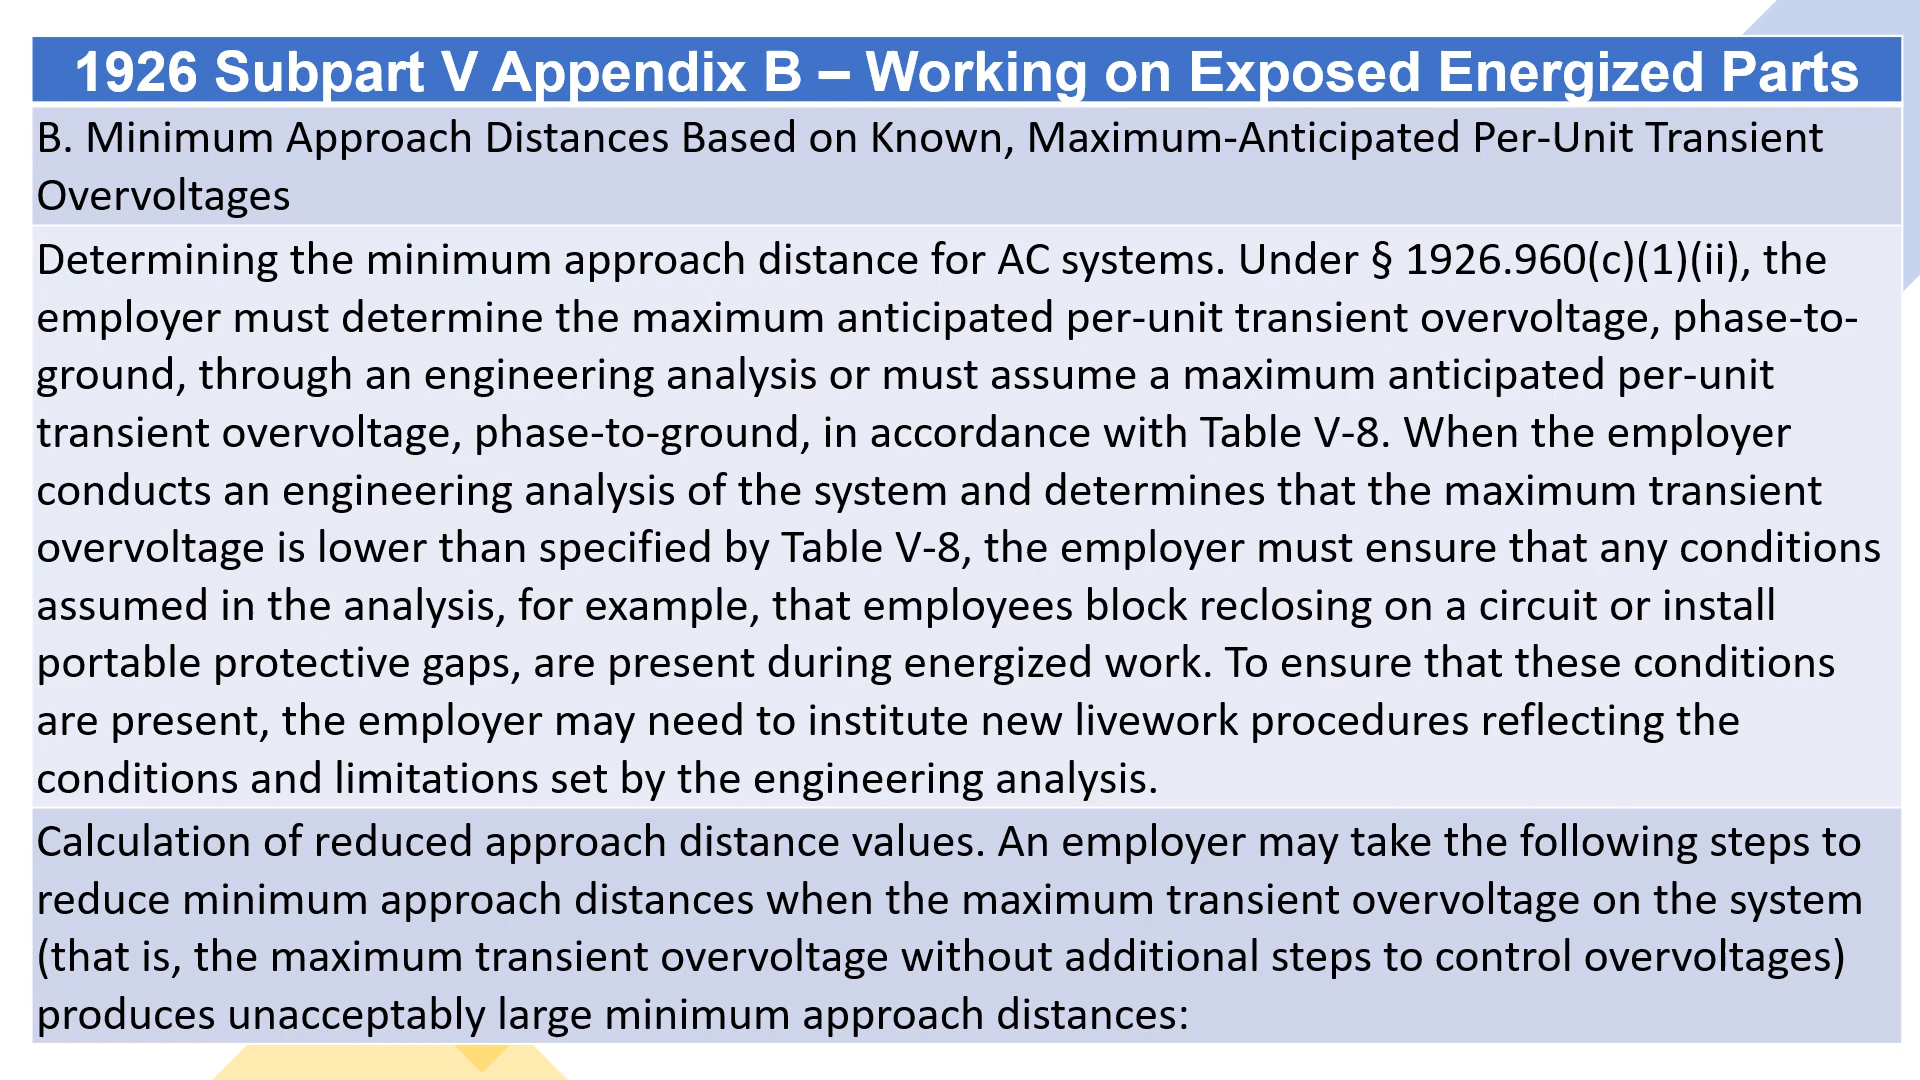 1926 Subpart V Appendix B – Working on Exposed Energized Parts
B. Minimum Approach Distances Based on Known, Maximum-Anticipated Per-Unit Transient
Overvoltages
Determining the minimum approach distance for AC systems. Under § 1926.960(c)(1)(ii), the
employer must determine the maximum anticipated per-unit transient overvoltage, phase-to-
ground, through an engineering analysis or must assume a maximum anticipated per-unit
transient overvoltage, phase-to-ground, in accordance with Table V-8. When the employer
conducts an engineering analysis of the system and determines that the maximum transient
overvoltage is lower than specified by Table V-8, the employer must ensure that any conditions
assumed in the analysis, for example, that employees block reclosing on a circuit or install
portable protective gaps, are present during energized work. To ensure that these conditions
are present, the employer may need to institute new livework procedures reflecting the
conditions and limitations set by the engineering analysis.
Calculation of reduced approach distance values. An employer may take the following steps to
reduce minimum approach distances when the maximum transient overvoltage on the system
(that is, the maximum transient overvoltage without additional steps to control overvoltages)
produces unacceptably large minimum approach distances: